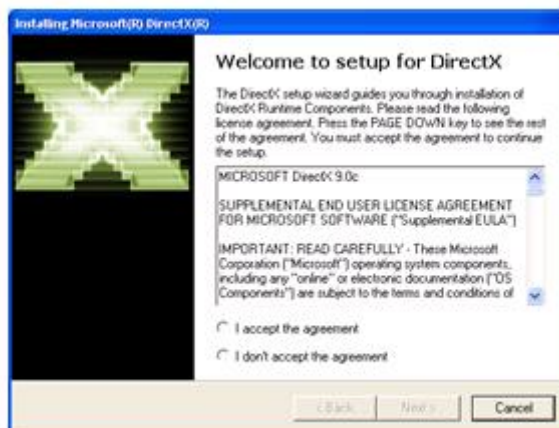 Installing Microsoft(R) DirectX(R)
Welcome to setup for DirectX
The DirectX setup wizard guides you through installation of
DirectX Runtime Components. Please read the following
license agreement. Press the PAGE DOWN key to see the rest
of the agreement. You must accept the agreement to continue
the setup.
MICROSOFT DirectX 9.0c
SUPPLEMENTAL END USER LICENSE AGREEMENT
FOR MICROSOFT SOFTWARE ("Supplemental EULA")
IMPORTANT: READ CAREFULLY - These Microsoft
Corporation ("Microsoft") operating system components,
including any "online" or electronic documentation ("OS
Components") are subject to the terms and conditions of
I accept the agreement
I don't accept the agreement
< Back
Next >
Cancel